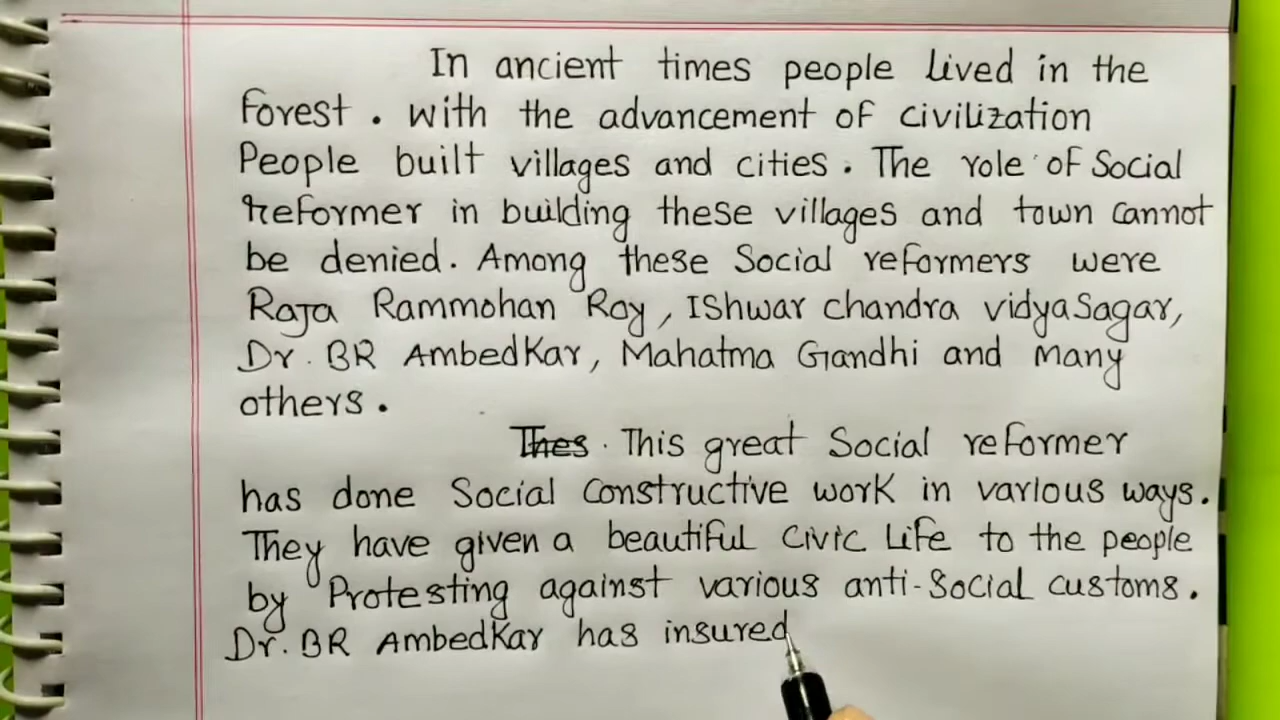 In ancient times people lived in the
forest. with the advancement of civilization
People built villages and cities. The role of Social
reformer in building these villages and town cannot
be denied. Among these Social reformers were
Raja Rammohan Roy, IShwar chandra vidyaSagar,
Dr. BR AmbedKar, Mahatma Gandhi and many
others.
Thes. This great Social reformer
has done Social Constructive work in various ways.
They have given a beautiful Civic Life to the people
by Protesting against various anti-Social customs.
Dr. BR AmbedKar has insured